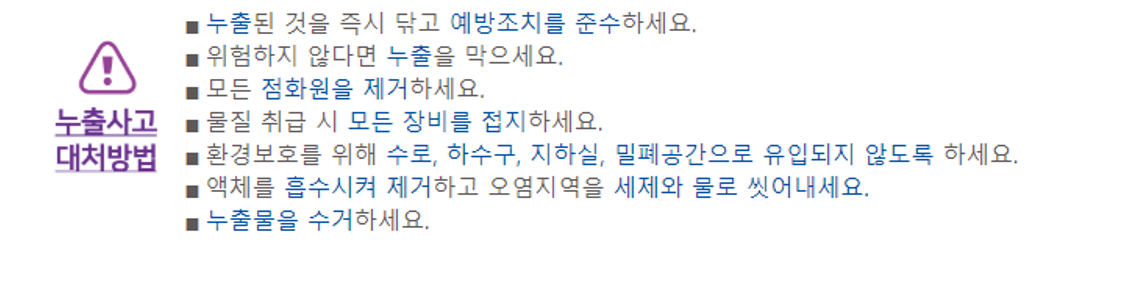 누출사고
대처방법
■ 누출된 것을 즉시 닦고 예방조치를 준수하세요.
■ 위험하지 않다면 누출을 막으세요.
■ 모든 점화원을 제거하세요.
■ 물질 취급 시 모든 장비를 접지하세요.
■ 환경보호를 위해 수로, 하수구, 지하실, 밀폐공간으로 유입되지 않도록 하세요.
■ 액체를 흡수시켜 제거하고 오염지역을 세제와 물로 씻어내세요.
■ 누출물을 수거하세요.